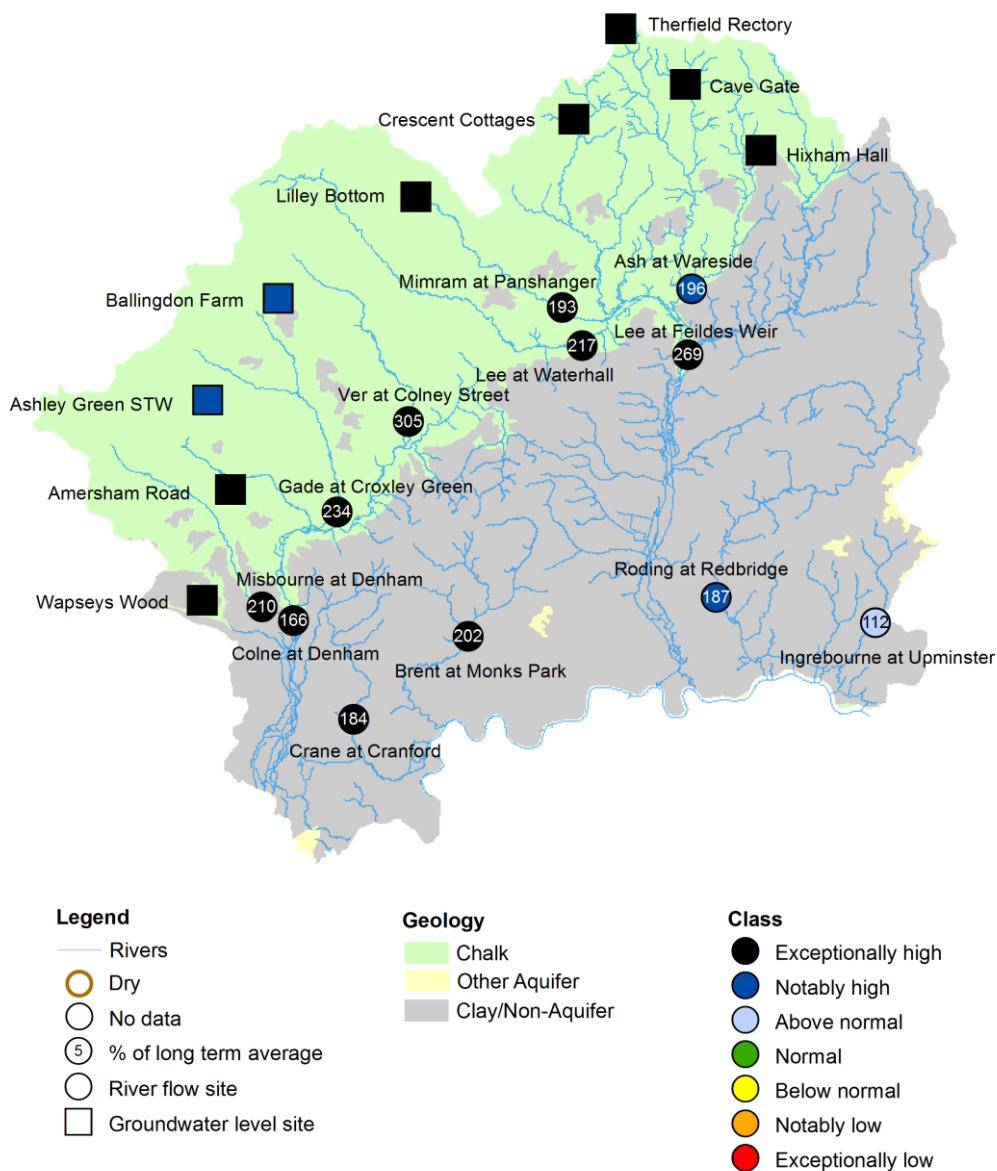 Therfield Rectory
Cave Gate
Crescent Cottages
Hixham Hall
Lilley Bottom
Ash at Wareside
Mimram at Panshanger
196
Ballingdon Farm
193
Lee at Feildes Weir
217
269
Lee at Waterhall
Ver at Colney Street
Ashley Green STW
305
Amersham Road
Gade at Croxley Green
234
Roding at Redbridge
Misbourne at Denham
187
Wapseys Wood
210
166
112
202
Colne at Denham
Ingrebourne at Upminster
Brent at Monks Park
184
Crane at Cranford
Legend
Rivers
Dry
No data
5 % of long term average
River flow site
Groundwater level site
Geology
Chalk
Other Aquifer
Clay/Non-Aquifer
Class
Exceptionally high
Notably high
Above normal
Normal
Below normal
Notably low
Exceptionally low